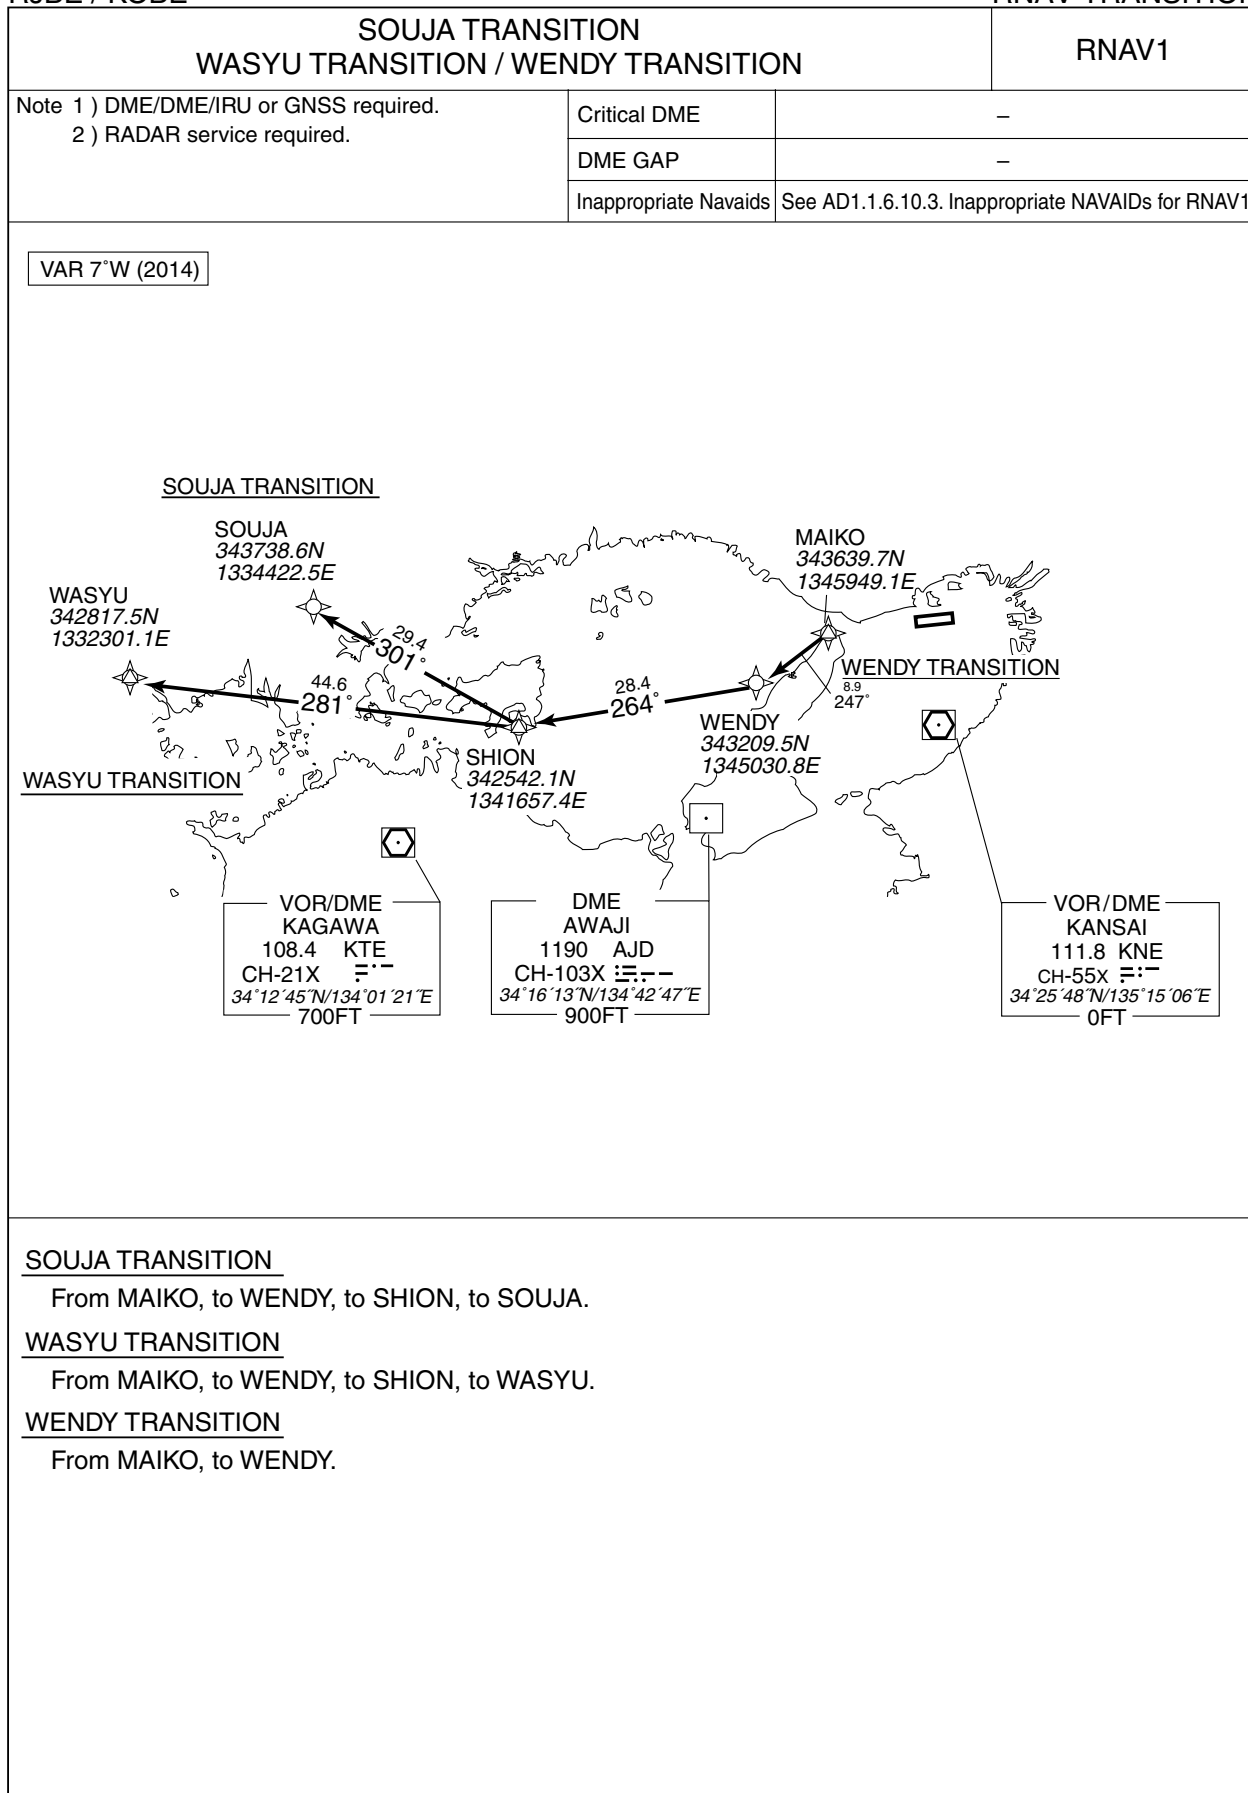 SOUJA TRANSITION
WASYU TRANSITION / WENDY TRANSITION
RNAV1
Note 1 ) DME/DME/IRU or GNSS required.
2 ) RADAR service required.
Critical DME –
DME GAP –
Inappropriate Navaids See AD1.1.6.10.3. Inappropriate NAVAIDs for RNAV1
VAR 7˚W (2014)
SOUJA TRANSITION
SOUJA
343738.6N
1334422.5E
MAIKO
343639.7N
1345949.1E
WASYU
342817.5N
1332301.1E
29.4
301˚
44.6
281˚
28.4
264˚
WENDY TRANSITION
8.9
247˚
WENDY
343209.5N
1345030.8E
SHION
342542.1N
1341657.4E
WASYU TRANSITION
VOR/DME
KAGAWA
108.4 KTE
CH-21X
34˚12´45˝N/134˚01´21˝E
700FT
DME
AWAJI
1190 AJD
CH-103X
34˚16´13˝N/134˚42´47˝E
900FT
VOR/DME
KANSAI
111.8 KNE
CH-55X
34˚25´48˝N/135˚15´06˝E
0FT
SOUJA TRANSITION
From MAIKO, to WENDY, to SHION, to SOUJA.
WASYU TRANSITION
From MAIKO, to WENDY, to SHION, to WASYU.
WENDY TRANSITION
From MAIKO, to WENDY.